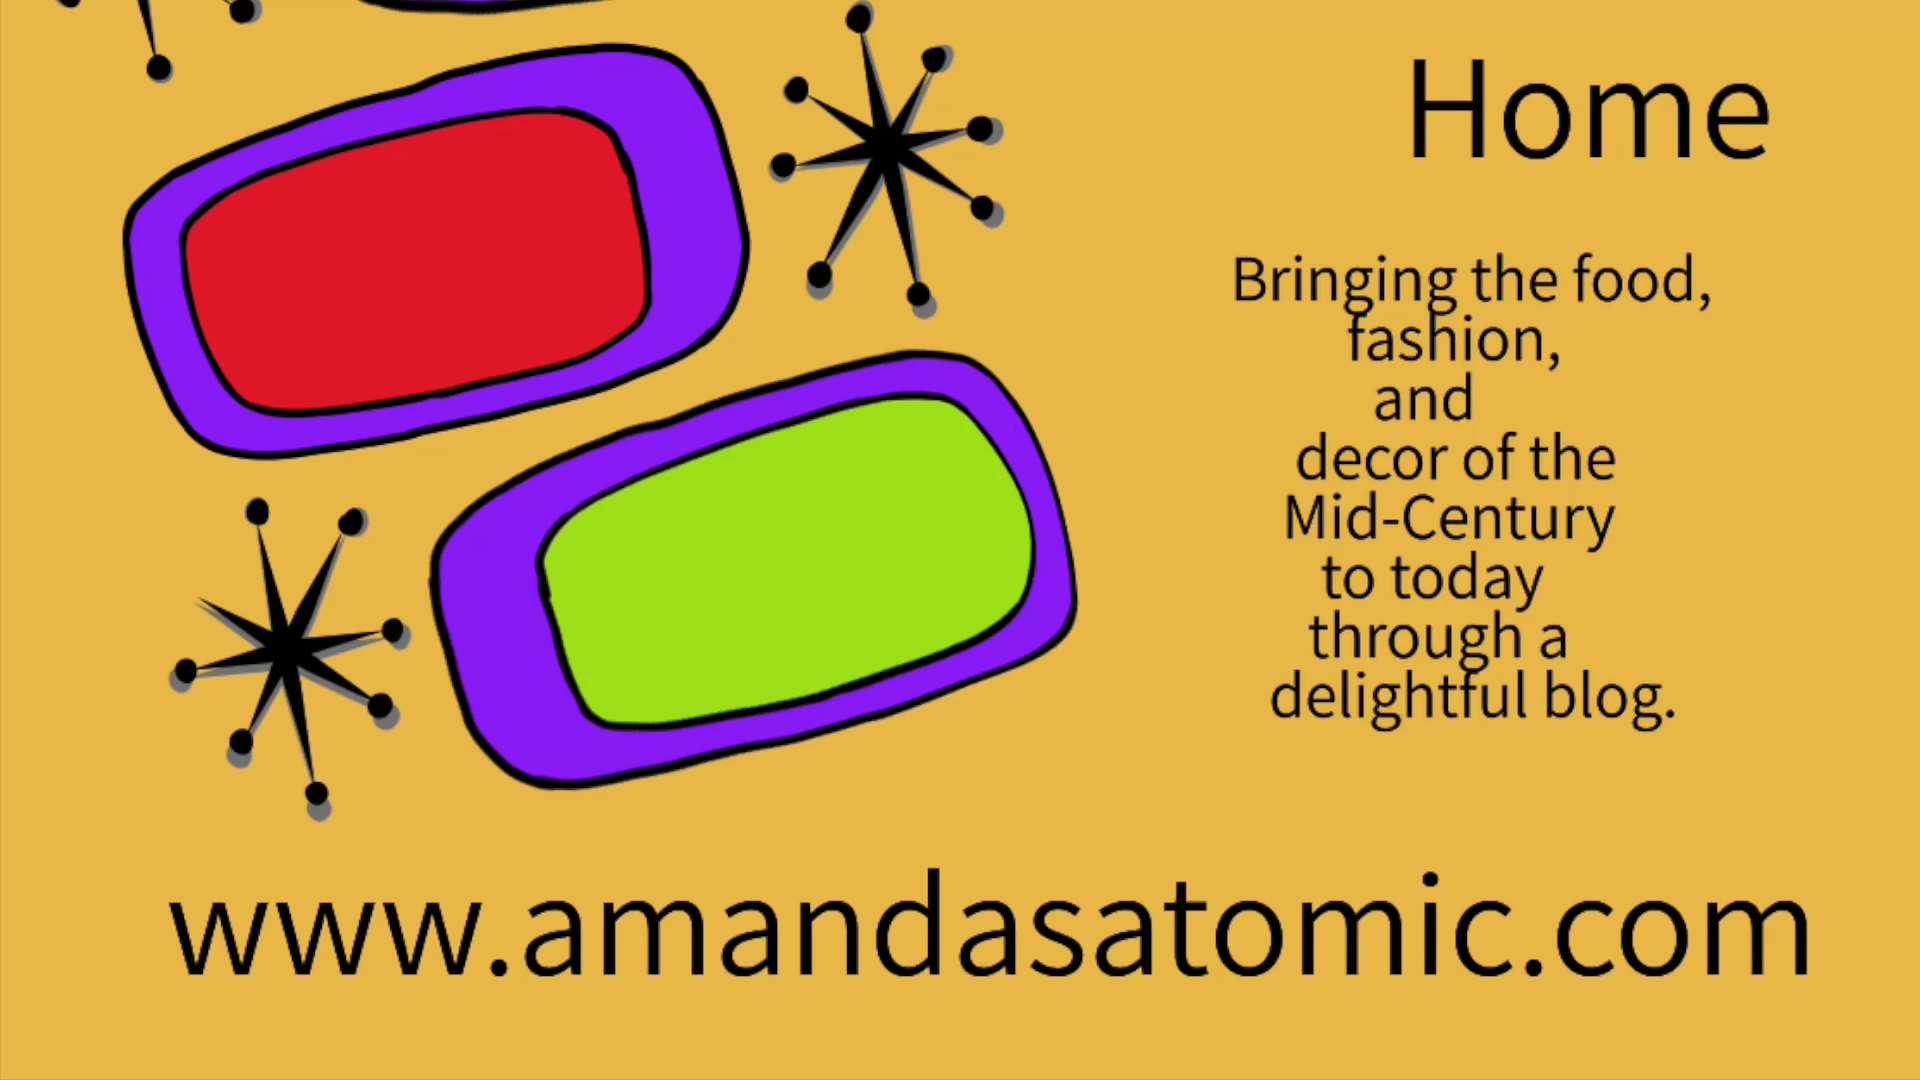 Home
Bringing the food,
fashion,
and
decor of the
Mid-Century
to today
through a
delightful blog.
www.amandasatomic.com